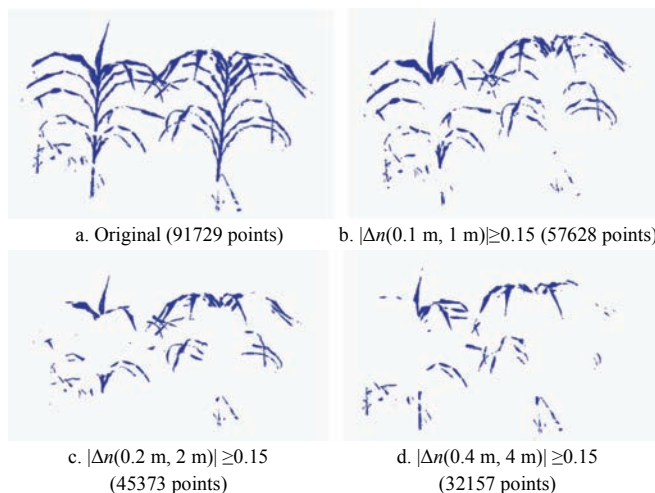 a. Original (91729 points)
b. |Δn(0.1 m, 1 m)|≥0.15 (57628 points)
c. |Δn(0.2 m, 2 m)| ≥0.15
(45373 points)
d. |Δn(0.4 m, 4 m)| ≥0.15
(32157 points)